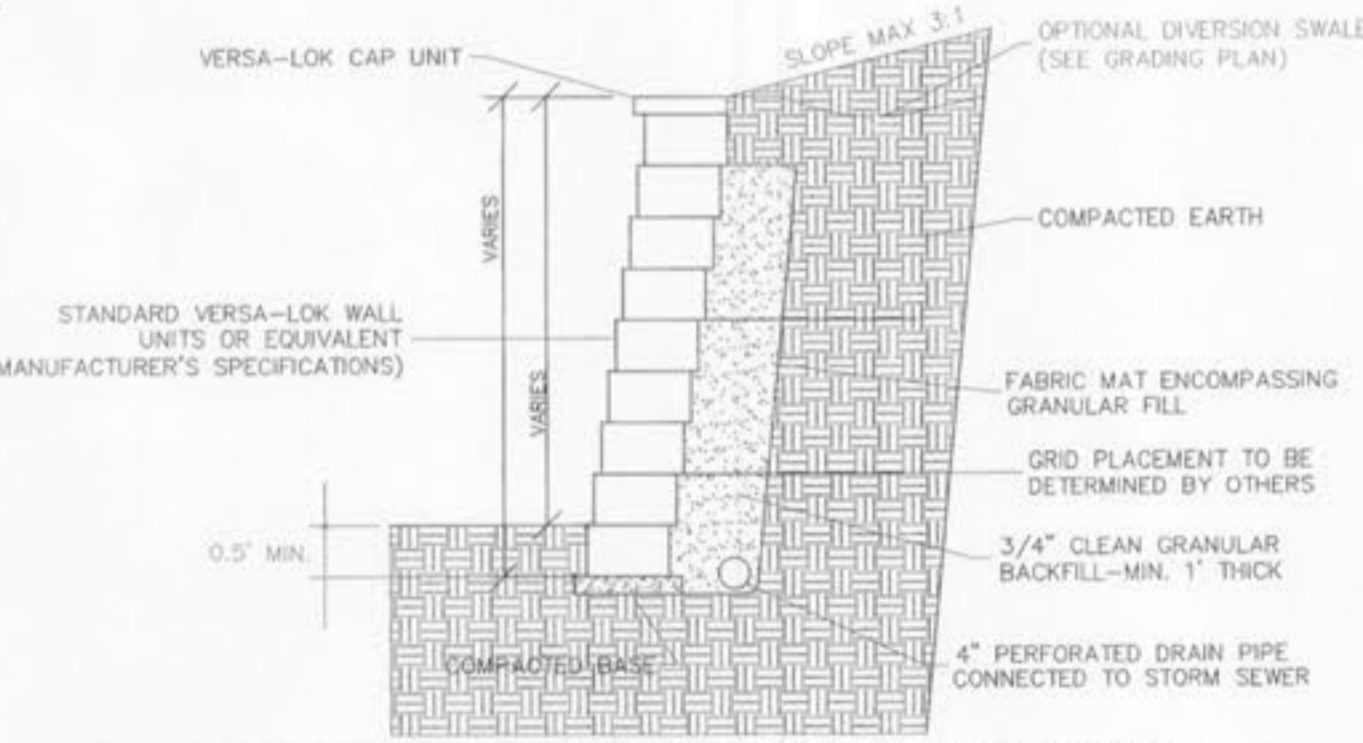 VERSA-LOK CAP UNIT
SLOPE MAX 3:1
OPTIONAL DIVERSION SWALE
(SEE GRADING PLAN)
VARIES
COMPACTED EARTH
STANDARD VERSA-LOK WALL
UNITS OR EQUIVALENT
MANUFACTURER'S SPECIFICATIONS)
VARIES
FABRIC MAT ENCOMPASSING
GRANULAR FILL
GRID PLACEMENT TO BE
DETERMINED BY OTHERS
0.5' MIN.
3/4" CLEAN GRANULAR
BACKFILL-MIN. 1' THICK
COMPACTED BASE
4" PERFORATED DRAIN PIPE
CONNECTED TO STORM SEWER